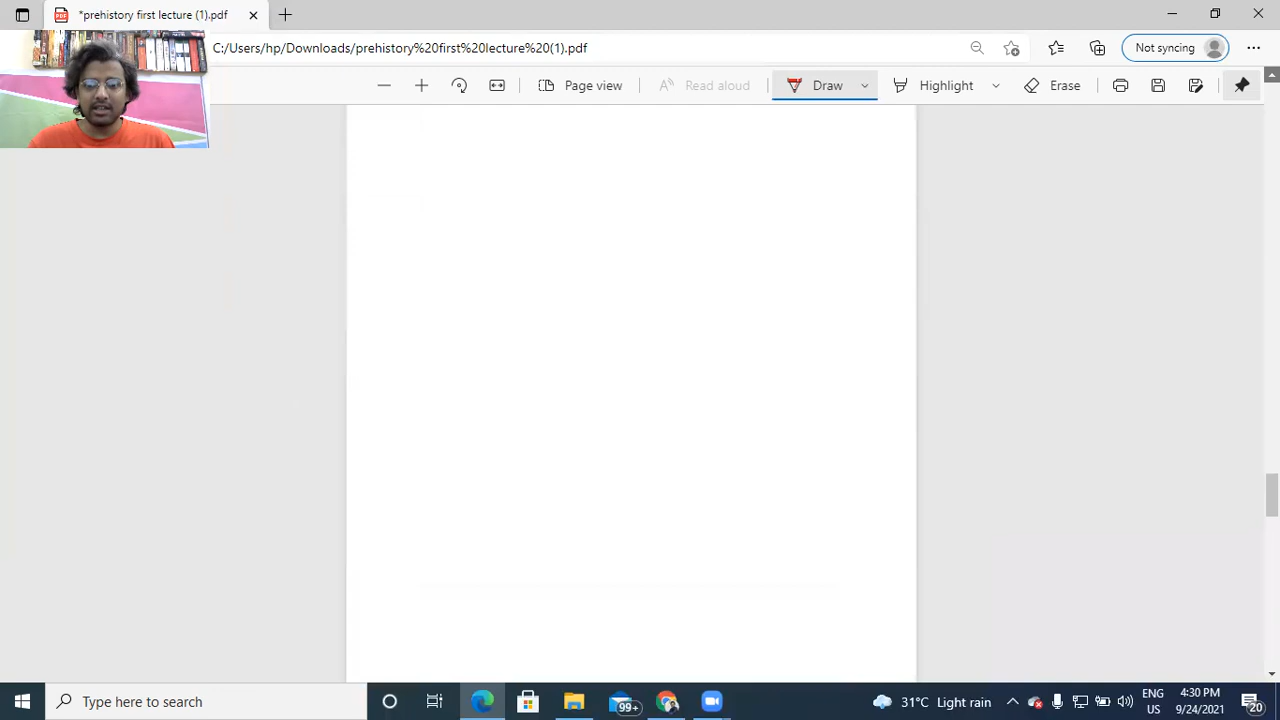 *prehistory first lecture (1).pdf
C:/Users/hp/Downloads/prehistory%20first%20lecture%20(1).pdf
Not syncing
Page view
Read aloud
Draw
Highlight
Erase
Type here to search
99+
31°C Light rain
ENG
US
4:30 PM
9/24/2021
20